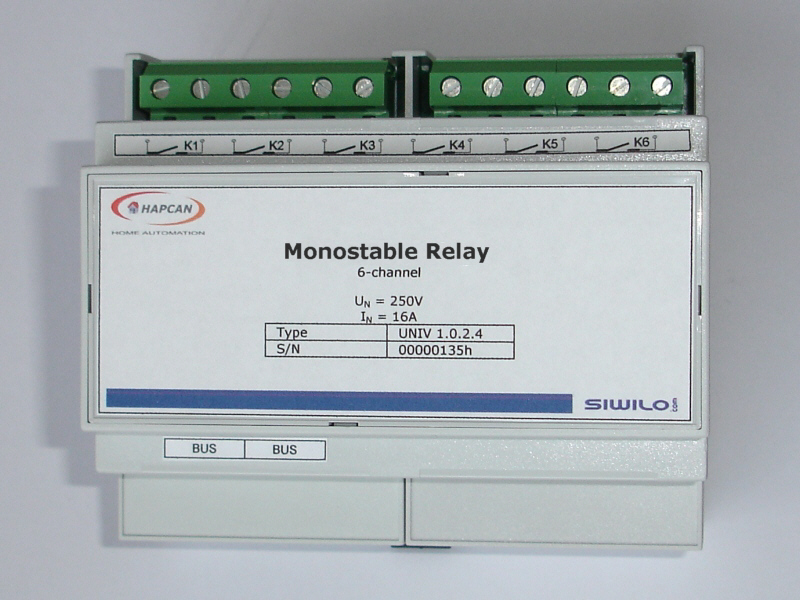 K1 K2 K3 K4 K5 K6
HAPCAN
HOME AUTOMATION
Monostable Relay
6-channel
UN = 250V
IN = 16A
Type UNIV 1.0.2.4
S/N 00000135h
SIWILO.com
BUS BUS